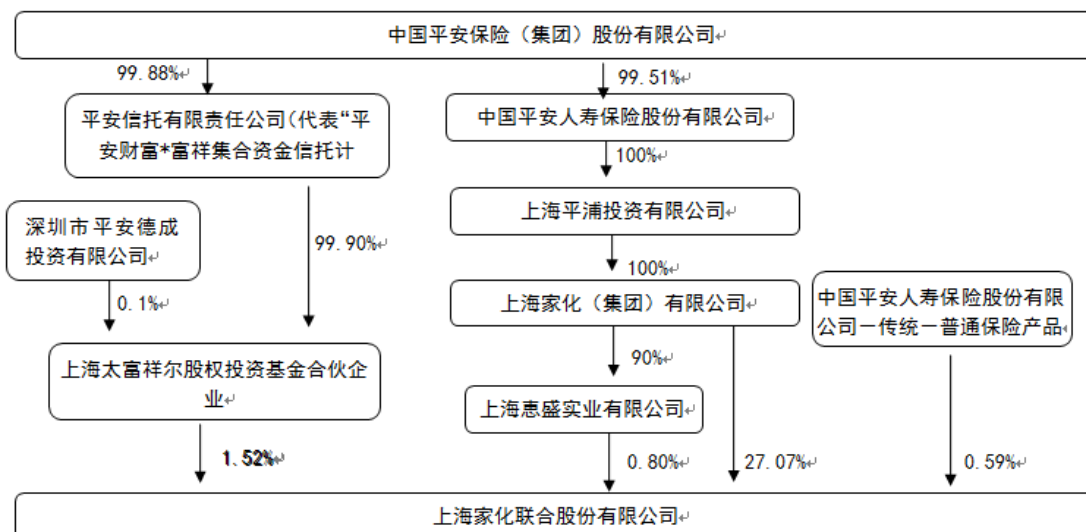 中国平安保险（集团）股份有限公司
99.88%
99.51%
平安信托有限责任公司（代表“平
安财富*富祥集合资金信托计
中国平安人寿保险股份有限公司
100%
深圳市平安德成
投资有限公司
99.90%
上海平浦投资有限公司
100%
0.1%
上海家化（集团）有限公司
中国平安人寿保险股份有限
公司－传统－普通保险产品
上海太富祥尔股权投资基金合伙企
业
90%
上海惠盛实业有限公司
1.52%
0.80%
27.07%
0.59%
上海家化联合股份有限公司